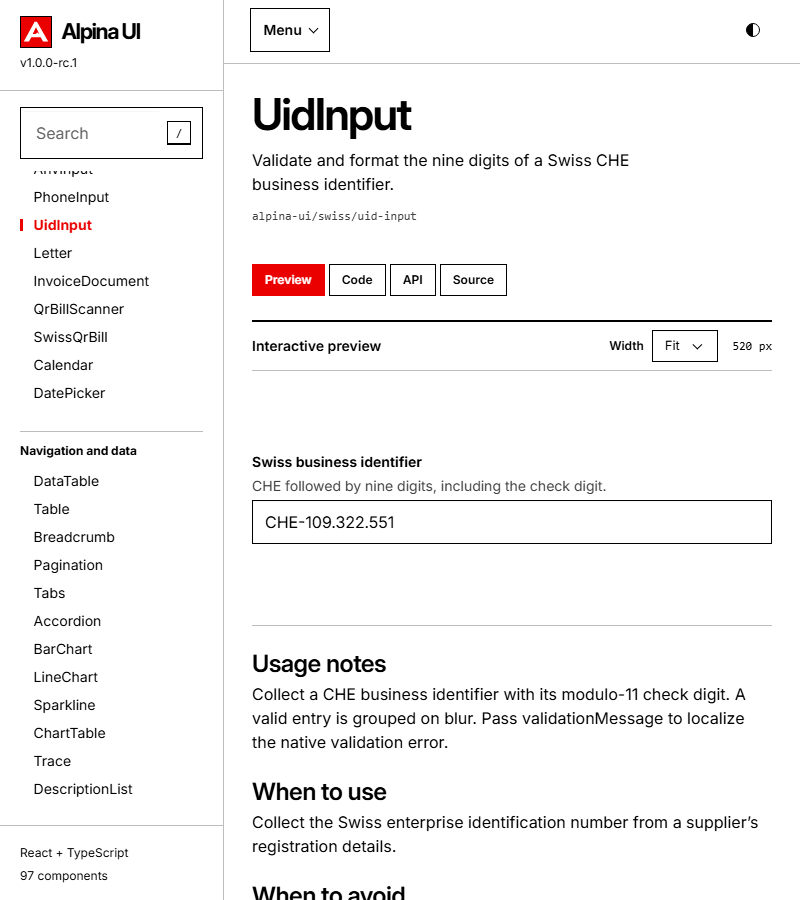 Alpina UI
v1.0.0-rc.1
Search
/
PhoneInput
UidInput
Letter
InvoiceDocument
QrBillScanner
SwissQrBill
Calendar
DatePicker
Navigation and data
DataTable
Table
Breadcrumb
Pagination
Tabs
Accordion
BarChart
LineChart
Sparkline
ChartTable
Trace
DescriptionList
React + TypeScript
97 components
Menu
UidInput
Validate and format the nine digits of a Swiss CHE
business identifier.
alpina-ui/swiss/uid-input
Preview Code API Source
Interactive preview Width Fit 520 px
Swiss business identifier
CHE followed by nine digits, including the check digit.
CHE-109.322.551
Usage notes
Collect a CHE business identifier with its modulo-11 check digit. A
valid entry is grouped on blur. Pass validationMessage to localize
the native validation error.
When to use
Collect the Swiss enterprise identification number from a supplier’s
registration details.
When to avoid